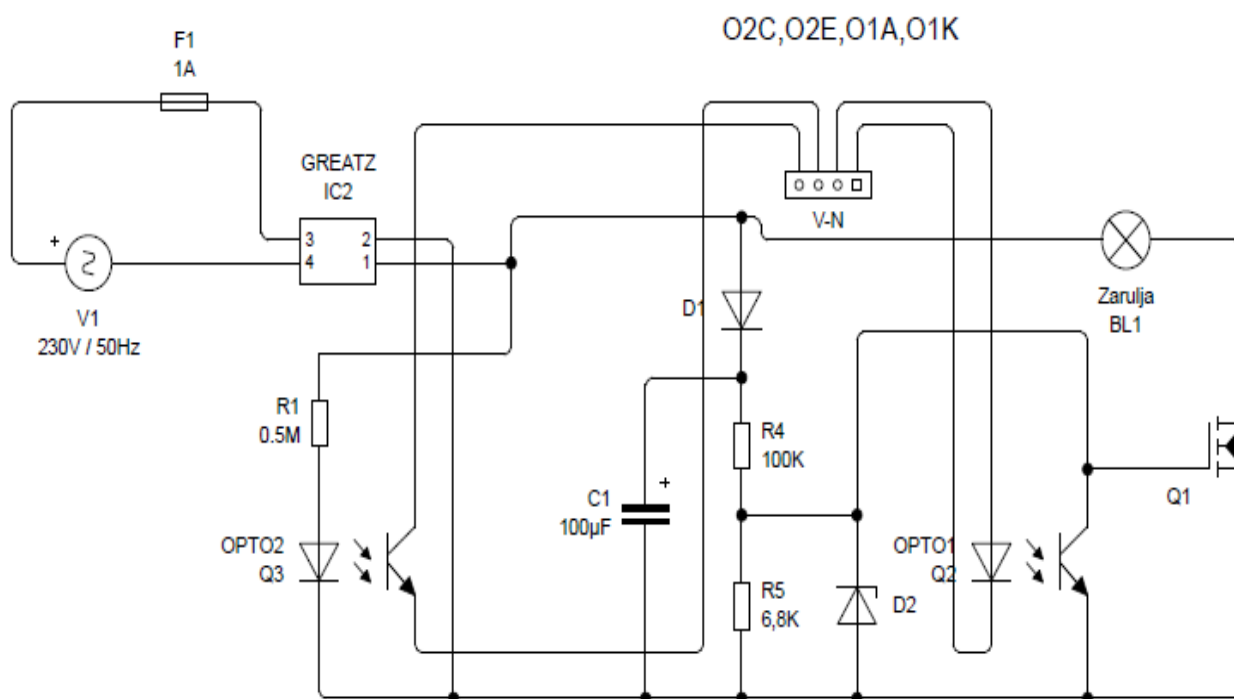 O2C,O2E,O1A,O1K
F1
1A
GREATZ
IC2
3 2
4 1
+
V1
230V / 50Hz
V-N
D1
Zarulja
BL1
R1
0.5M
R4
100K
+
C1
100µF
Q1
OPTO2
Q3
R5
6,8K
D2
OPTO1
Q2